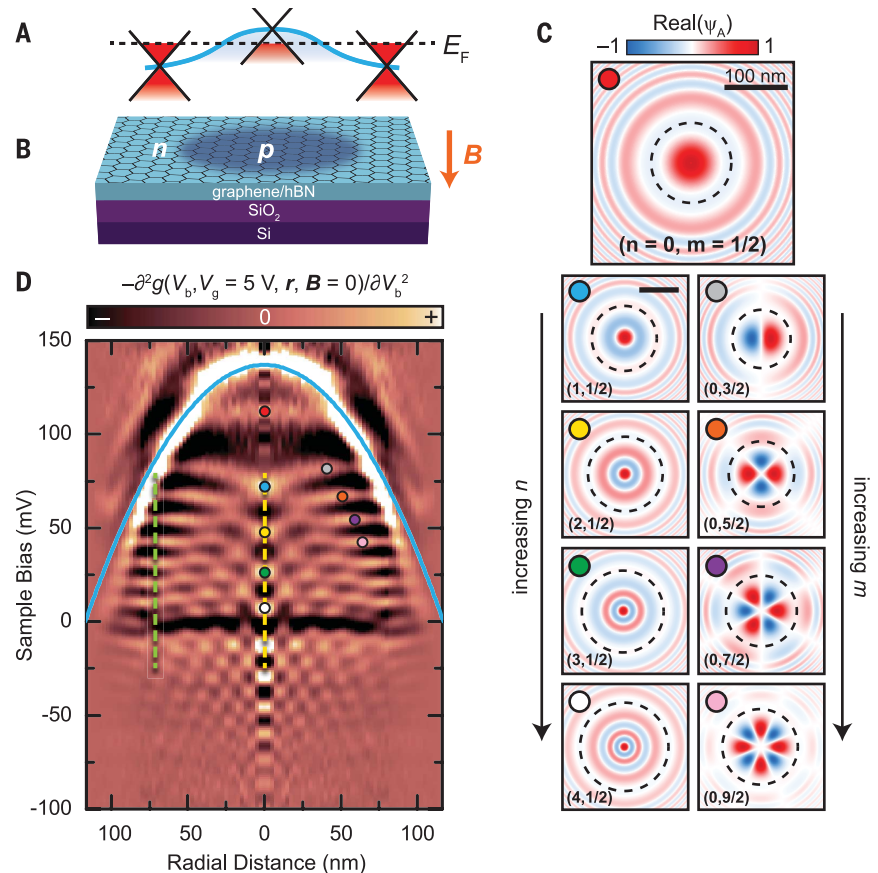 A
E_F
B
n
p
B
graphene/hBN
SiO₂
Si
C
Real(ψ_A)
−1
1
100 nm
(n = 0, m = 1/2)
(1,1/2)
(0,3/2)
(2,1/2)
(0,5/2)
(3,1/2)
(0,7/2)
(4,1/2)
(0,9/2)
increasing n
increasing m
D
−∂²g(V_b,V_g = 5 V, r, B = 0)/∂V_b²
−
0
+
150
100
50
0
-50
-100
Sample Bias (mV)
100
50
0
50
100
Radial Distance (nm)